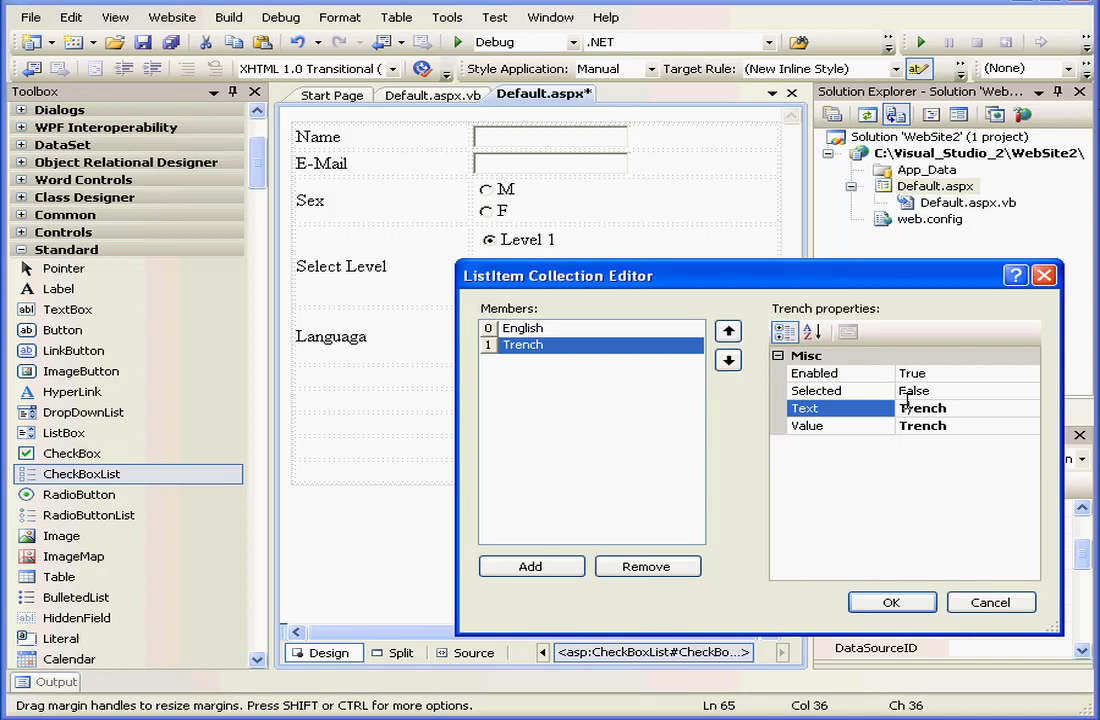 File Edit View Website Build Debug Format Table Tools Test Window Help
Debug .NET
XHTML 1.0 Transitional ( Style Application: Manual Target Rule: (New Inline Style) (None)
Toolbox
Dialogs
WPF Interoperability
DataSet
Object Relational Designer
Word Controls
Class Designer
Common
Controls
Standard
Pointer
A Label
abl TextBox
ab Button
ab LinkButton
ImageButton
A HyperLink
DropDownList
ListBox
CheckBox
CheckBoxList
RadioButton
RadioButtonList
Image
ImageMap
Table
BulletedList
abl HiddenField
Literal
Calendar
Output
Start Page Default.aspx.vb Default.aspx*
Name
E-Mail
Sex
M
F
Select Level
Level 1
Languaga
ListItem Collection Editor
Members:
0 English
1 Trench
Add Remove
Trench properties:
Misc
Enabled True
Selected False
Text Trench
Value Trench
OK Cancel
Design Split Source <asp:CheckBoxList#CheckBo...>
Solution Explorer - Solution 'Web...
Solution 'WebSite2' (1 project)
C:\Visual_Studio_2\WebSite2\
App_Data
Default.aspx
Default.aspx.vb
web.config
DataSourceID
Drag margin handles to resize margins. Press SHIFT or CTRL for more options. Ln 65 Col 36 Ch 36